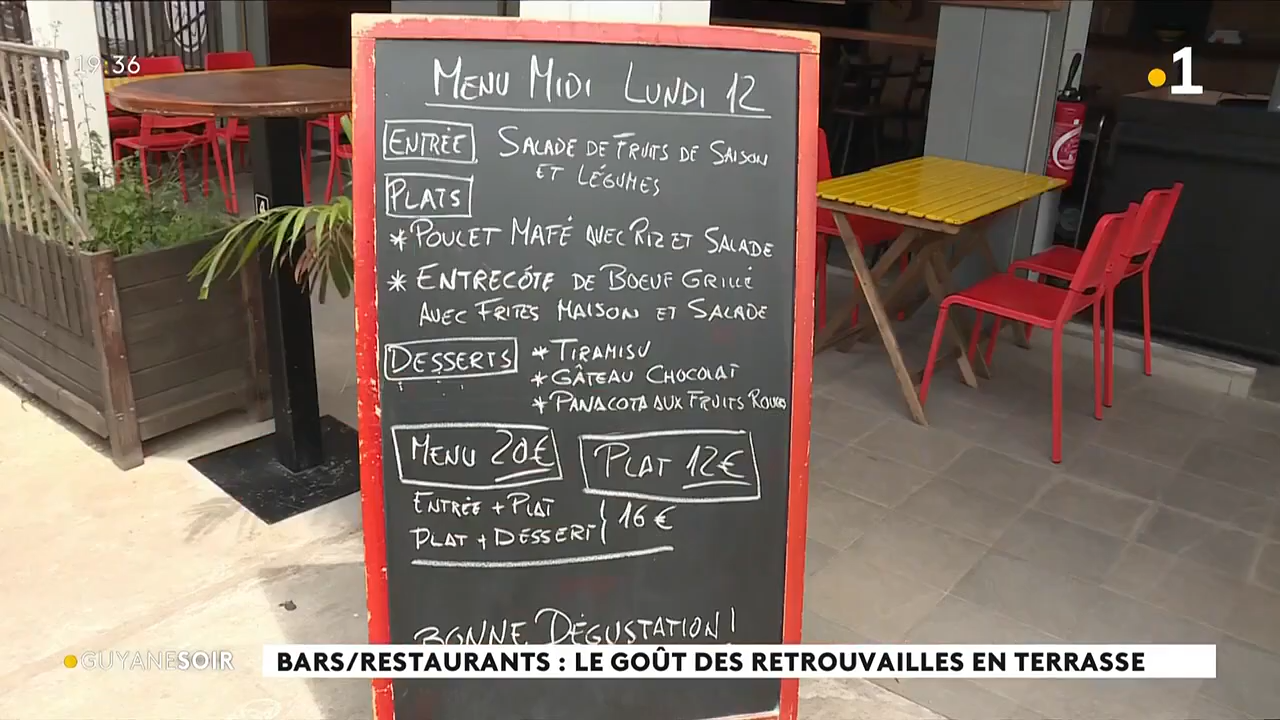 19:36
1
MENU MIDI LUNDI 12
ENTRÉE SALADE DE FRUITS DE SAISON
ET LÉGUMES
PLATS
* POULET MAFÉ AVEC RIZ ET SALADE
* ENTRECÔTE DE BOEUF GRILLÉ
AVEC FRITES MAISON ET SALADE
DESSERTS * TIRAMISU
* GÂTEAU CHOCOLAT
* PANACOTA AUX FRUITS ROUGES
MENU 20€ PLAT 12€
ENTRÉE + PLAT
PLAT + DESSERT } 16 €
BONNE DÉGUSTATION!
GUYANESOIR
BARS/RESTAURANTS : LE GOÛT DES RETROUVAILLES EN TERRASSE